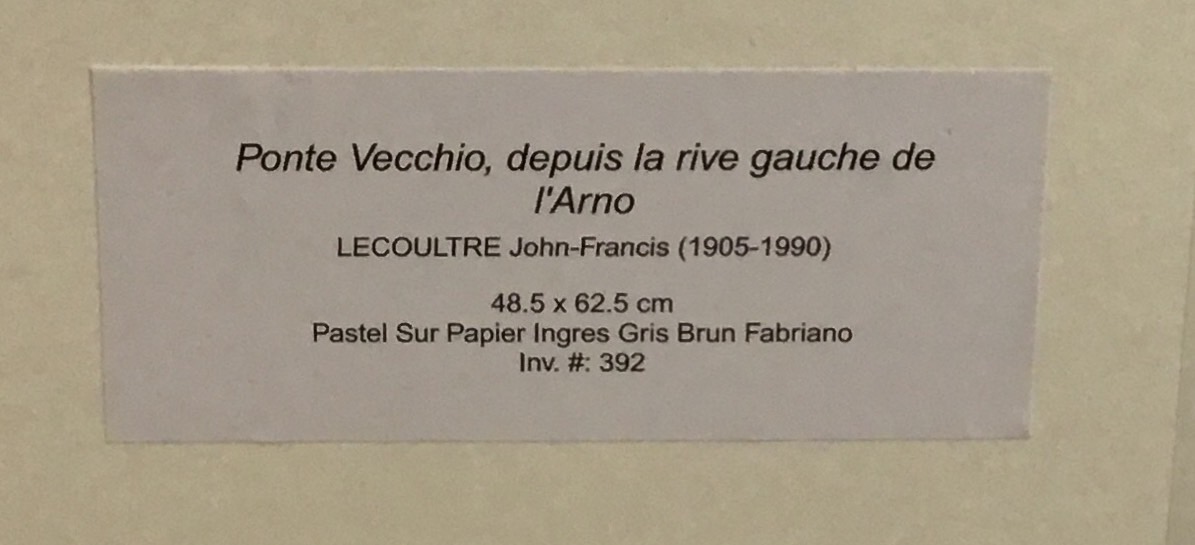 Ponte Vecchio, depuis la rive gauche de
l'Arno
LECOULTRE John-Francis (1905-1990)
48.5 x 62.5 cm
Pastel Sur Papier Ingres Gris Brun Fabriano
Inv. #: 392